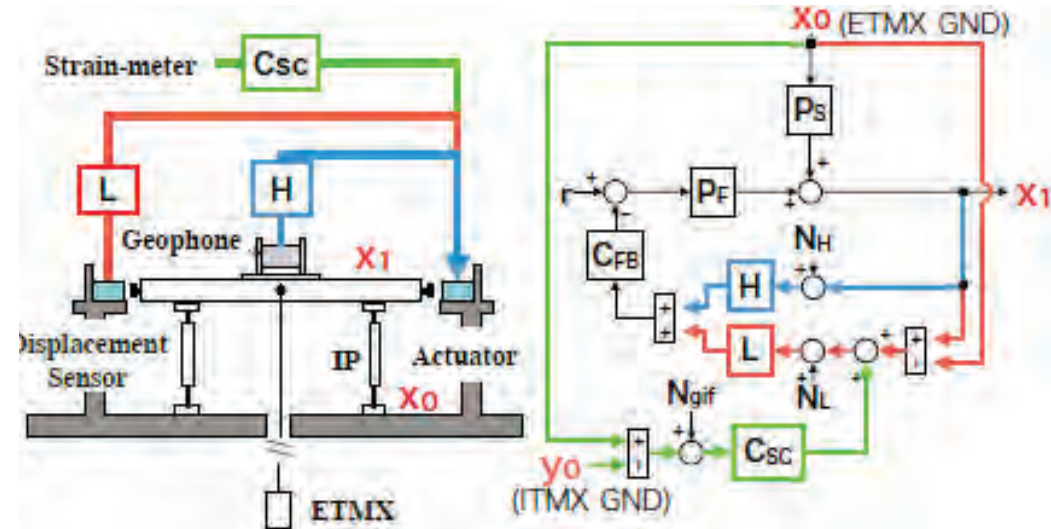 Strain-meter
Csc
L
H
Geophone
X1
Displacement
Sensor
IP
Actuator
X0
ETMX
X0 (ETMX GND)
PS
+
+
+
PF
+
X1
−
CFB
NH
+
H
+
+
L
+
NL
+
+
+
-
Ngif
+
+
-
CSC
y0
(ITMX GND)